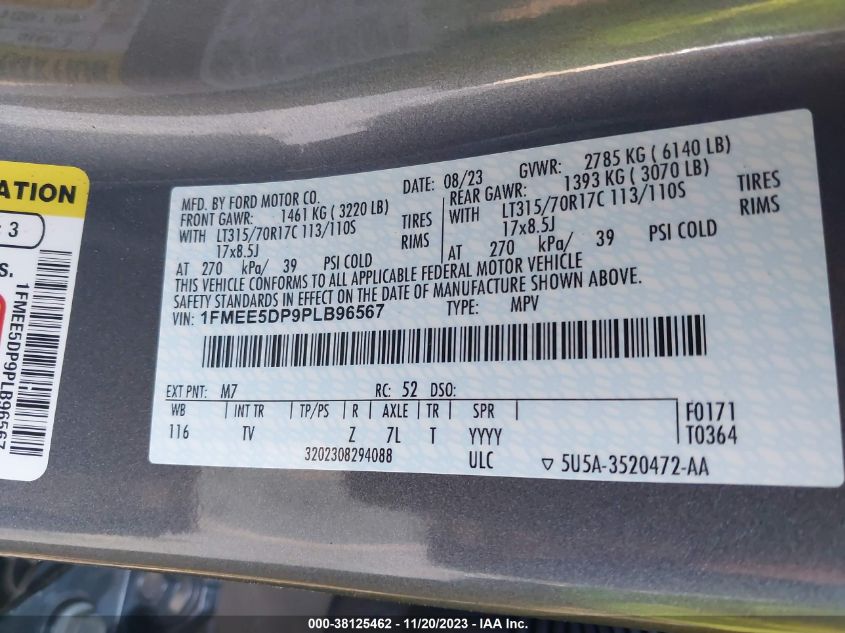 ATION
: 3
S.
1FMEE5DP9PLB96567
MFD. BY FORD MOTOR CO. DATE: 08/23 GVWR: 2785 KG ( 6140 LB)
FRONT GAWR: 1461 KG ( 3220 LB) REAR GAWR: 1393 KG ( 3070 LB)
WITH LT315/70R17C 113/110S TIRES WITH LT315/70R17C 113/110S TIRES
17x8.5J RIMS 17x8.5J RIMS
AT 270 kPa/ 39 PSI COLD AT 270 kPa/ 39 PSI COLD
THIS VEHICLE CONFORMS TO ALL APPLICABLE FEDERAL MOTOR VEHICLE
SAFETY STANDARDS IN EFFECT ON THE DATE OF MANUFACTURE SHOWN ABOVE.
VIN: 1FMEE5DP9PLB96567 TYPE: MPV
EXT PNT: M7 RC: 52 DSO:
WB INT TR TP/PS R AXLE TR SPR F0171
116 TV Z 7L T YYYY T0364
3202308294088 ULC ▽ 5U5A-3520472-AA
000-38125462 - 11/20/2023 - IAA Inc.